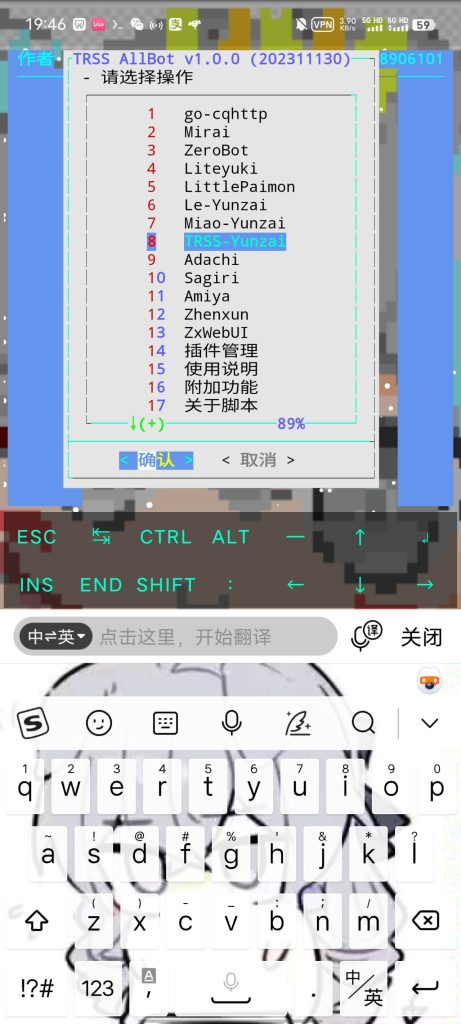 19:46 VPN 3.90 KB/s 5G HD 5G HD 59
作者 TRSS AllBot v1.0.0 (202311130) 8906101
- 请选择操作
1 go-cqhttp
2 Mirai
3 ZeroBot
4 Liteyuki
5 LittlePaimon
6 Le-Yunzai
7 Miao-Yunzai
8 TRSS-Yunzai
9 Adachi
10 Sagiri
11 Amiya
12 Zhenxun
13 ZxWebUI
14 插件管理
15 使用说明
16 附加功能
17 关于脚本
↓(+) 89%
< 确认 > < 取消 >
ESC ↹ CTRL ALT — ↑ ↲
INS END SHIFT : ← ↓ →
中⇌英 点击这里，开始翻译 译 关闭
S
1 2 3 4 5 6 7 8 9 0
q w e r t y u i o p
~ ! @ # % ' & * ?
a s d f g h j k l
( ) - _ : ; /
z x c v b n m
!?# 123 A , . 中/英